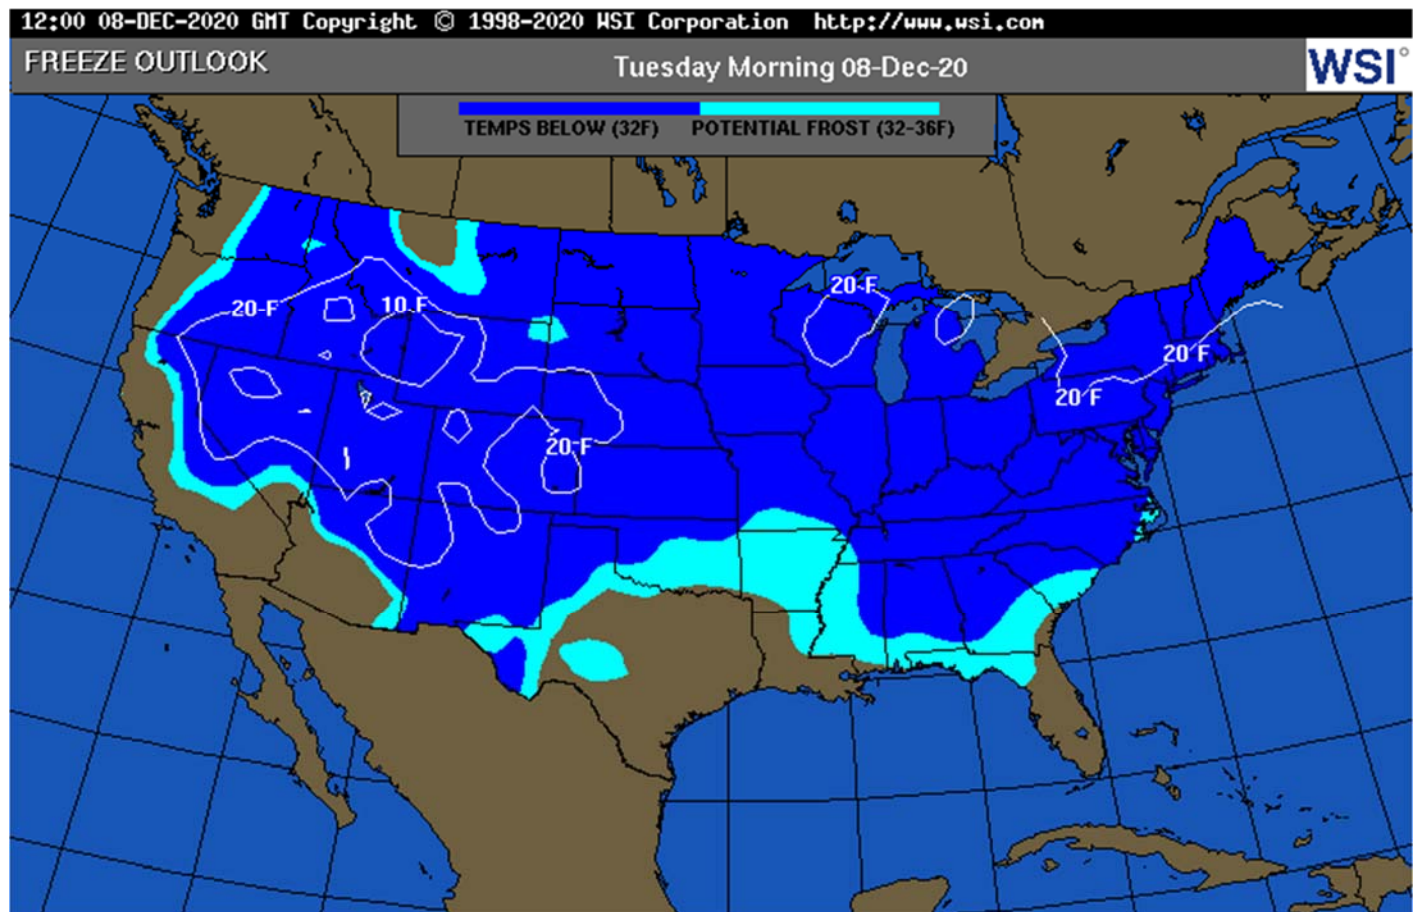 12:00 08-DEC-2020 GMT Copyright © 1998-2020 WSI Corporation http://www.wsi.com
FREEZE OUTLOOK
Tuesday Morning 08-Dec-20
WSI
TEMPS BELOW (32F) POTENTIAL FROST (32-36F)
20-F
10-F
20-F
20-F
20-F
20-F